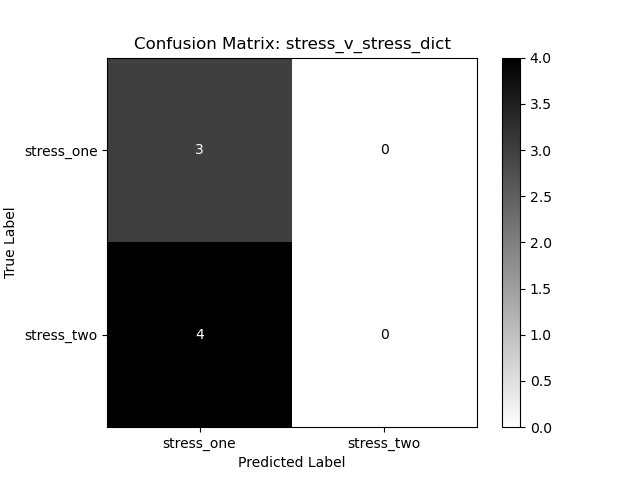 Confusion Matrix: stress_v_stress_dict
True Label
stress_one
3
0
stress_two
4
0
stress_one
stress_two
Predicted Label
4.0
3.5
3.0
2.5
2.0
1.5
1.0
0.5
0.0